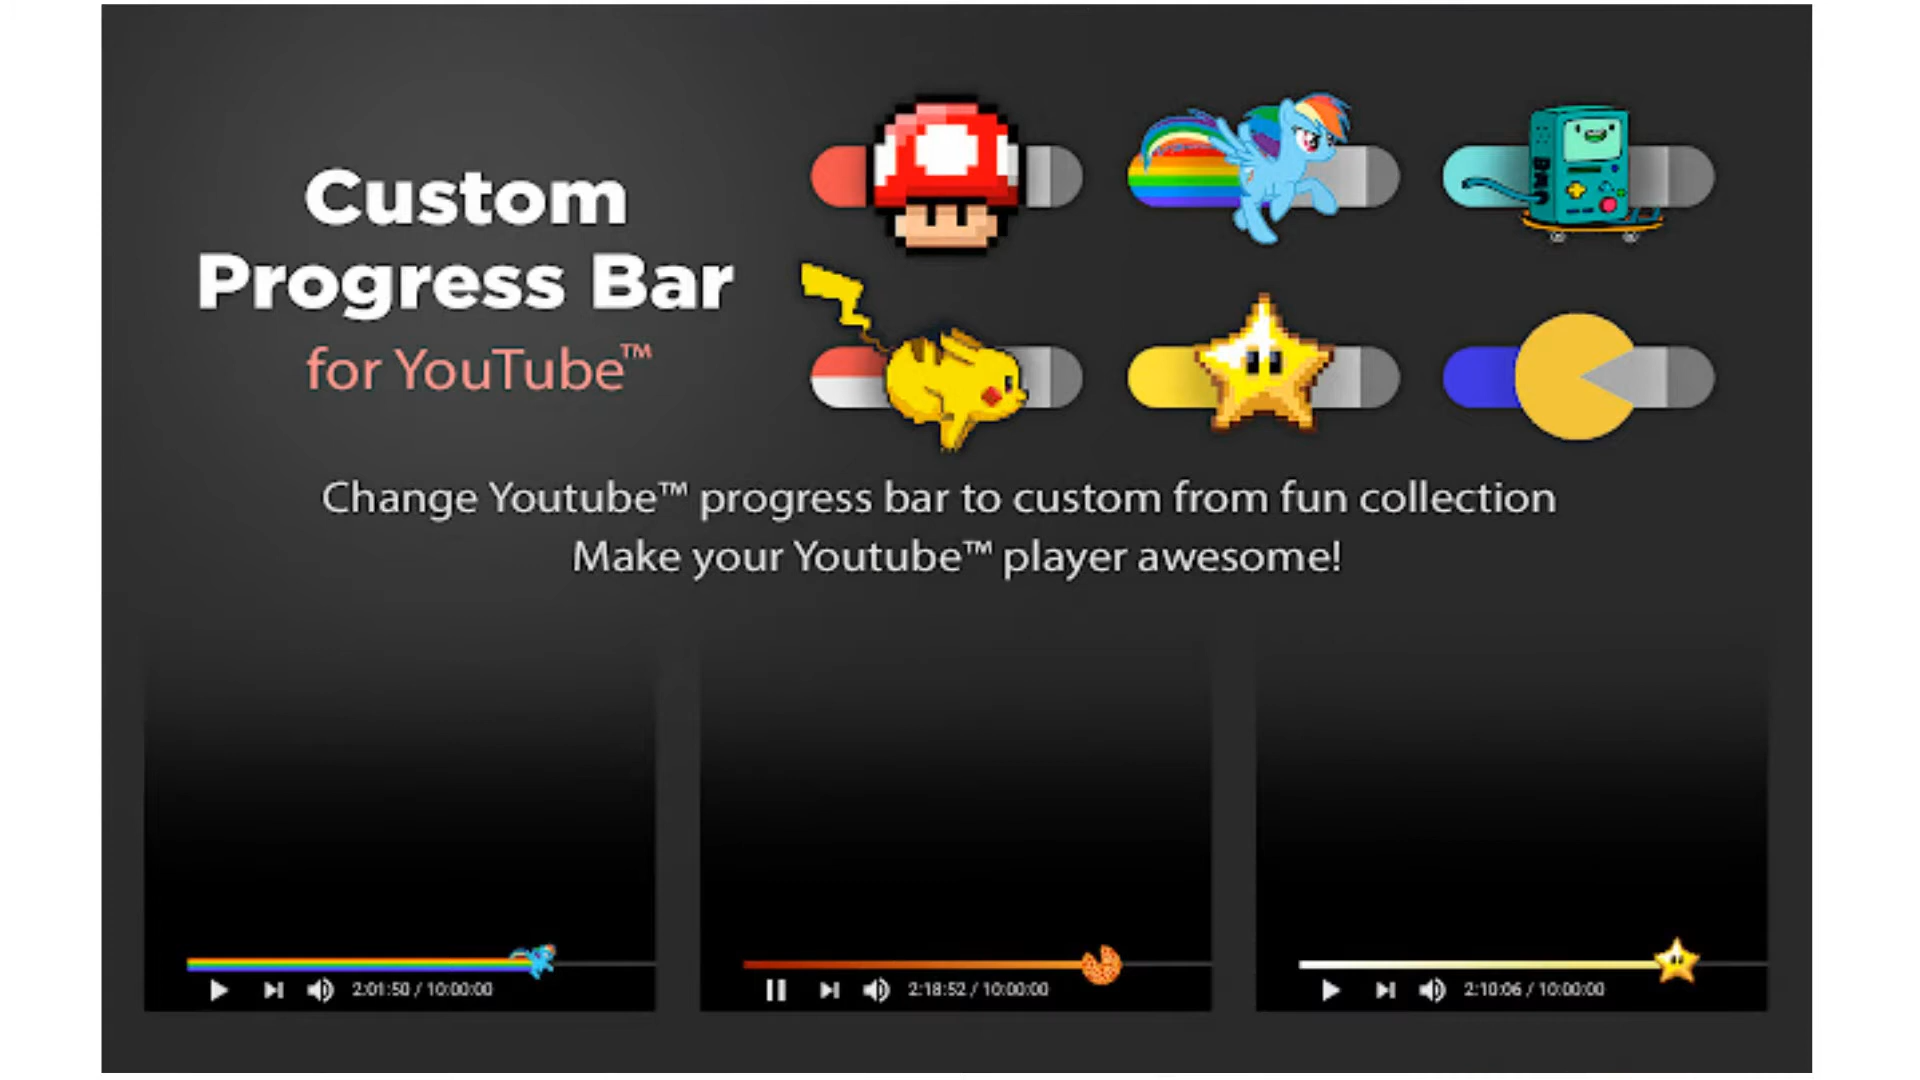 Custom
Progress Bar
for YouTube™
BMO
Change Youtube™ progress bar to custom from fun collection
Make your Youtube™ player awesome!
2:01:50 / 10:00:00
2:18:52 / 10:00:00
2:10:06 / 10:00:00